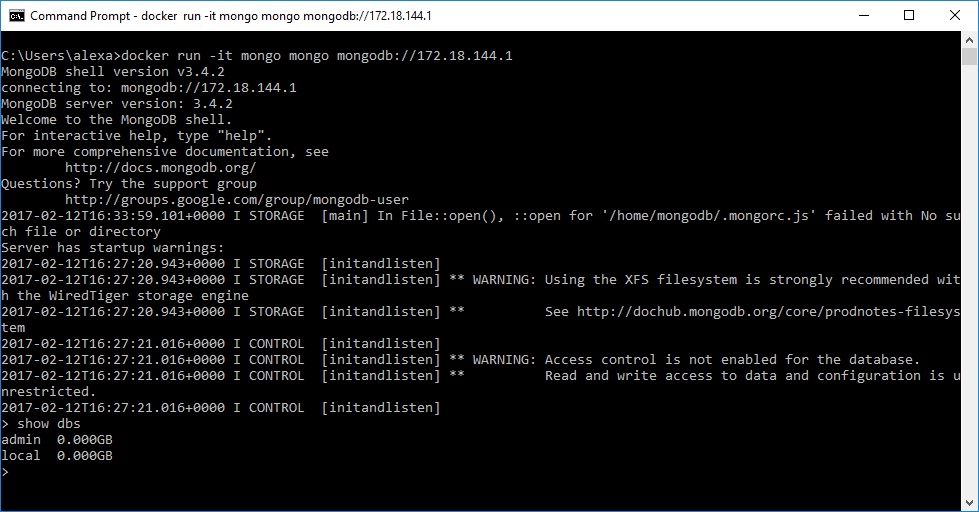 Command Prompt - docker run -it mongo mongo mongodb://172.18.144.1
C:\Users\alexa>docker run -it mongo mongo mongodb://172.18.144.1
MongoDB shell version v3.4.2
connecting to: mongodb://172.18.144.1
MongoDB server version: 3.4.2
Welcome to the MongoDB shell.
For interactive help, type "help".
For more comprehensive documentation, see
        http://docs.mongodb.org/
Questions? Try the support group
        http://groups.google.com/group/mongodb-user
2017-02-12T16:33:59.101+0000 I STORAGE  [main] In File::open(), ::open for '/home/mongodb/.mongorc.js' failed with No su
ch file or directory
Server has startup warnings:
2017-02-12T16:27:20.943+0000 I STORAGE  [initandlisten]
2017-02-12T16:27:20.943+0000 I STORAGE  [initandlisten] ** WARNING: Using the XFS filesystem is strongly recommended wit
h the WiredTiger storage engine
2017-02-12T16:27:20.943+0000 I STORAGE  [initandlisten] **          See http://dochub.mongodb.org/core/prodnotes-filesys
tem
2017-02-12T16:27:21.016+0000 I CONTROL  [initandlisten]
2017-02-12T16:27:21.016+0000 I CONTROL  [initandlisten] ** WARNING: Access control is not enabled for the database.
2017-02-12T16:27:21.016+0000 I CONTROL  [initandlisten] **          Read and write access to data and configuration is u
nrestricted.
2017-02-12T16:27:21.016+0000 I CONTROL  [initandlisten]
> show dbs
admin  0.000GB
local  0.000GB
>